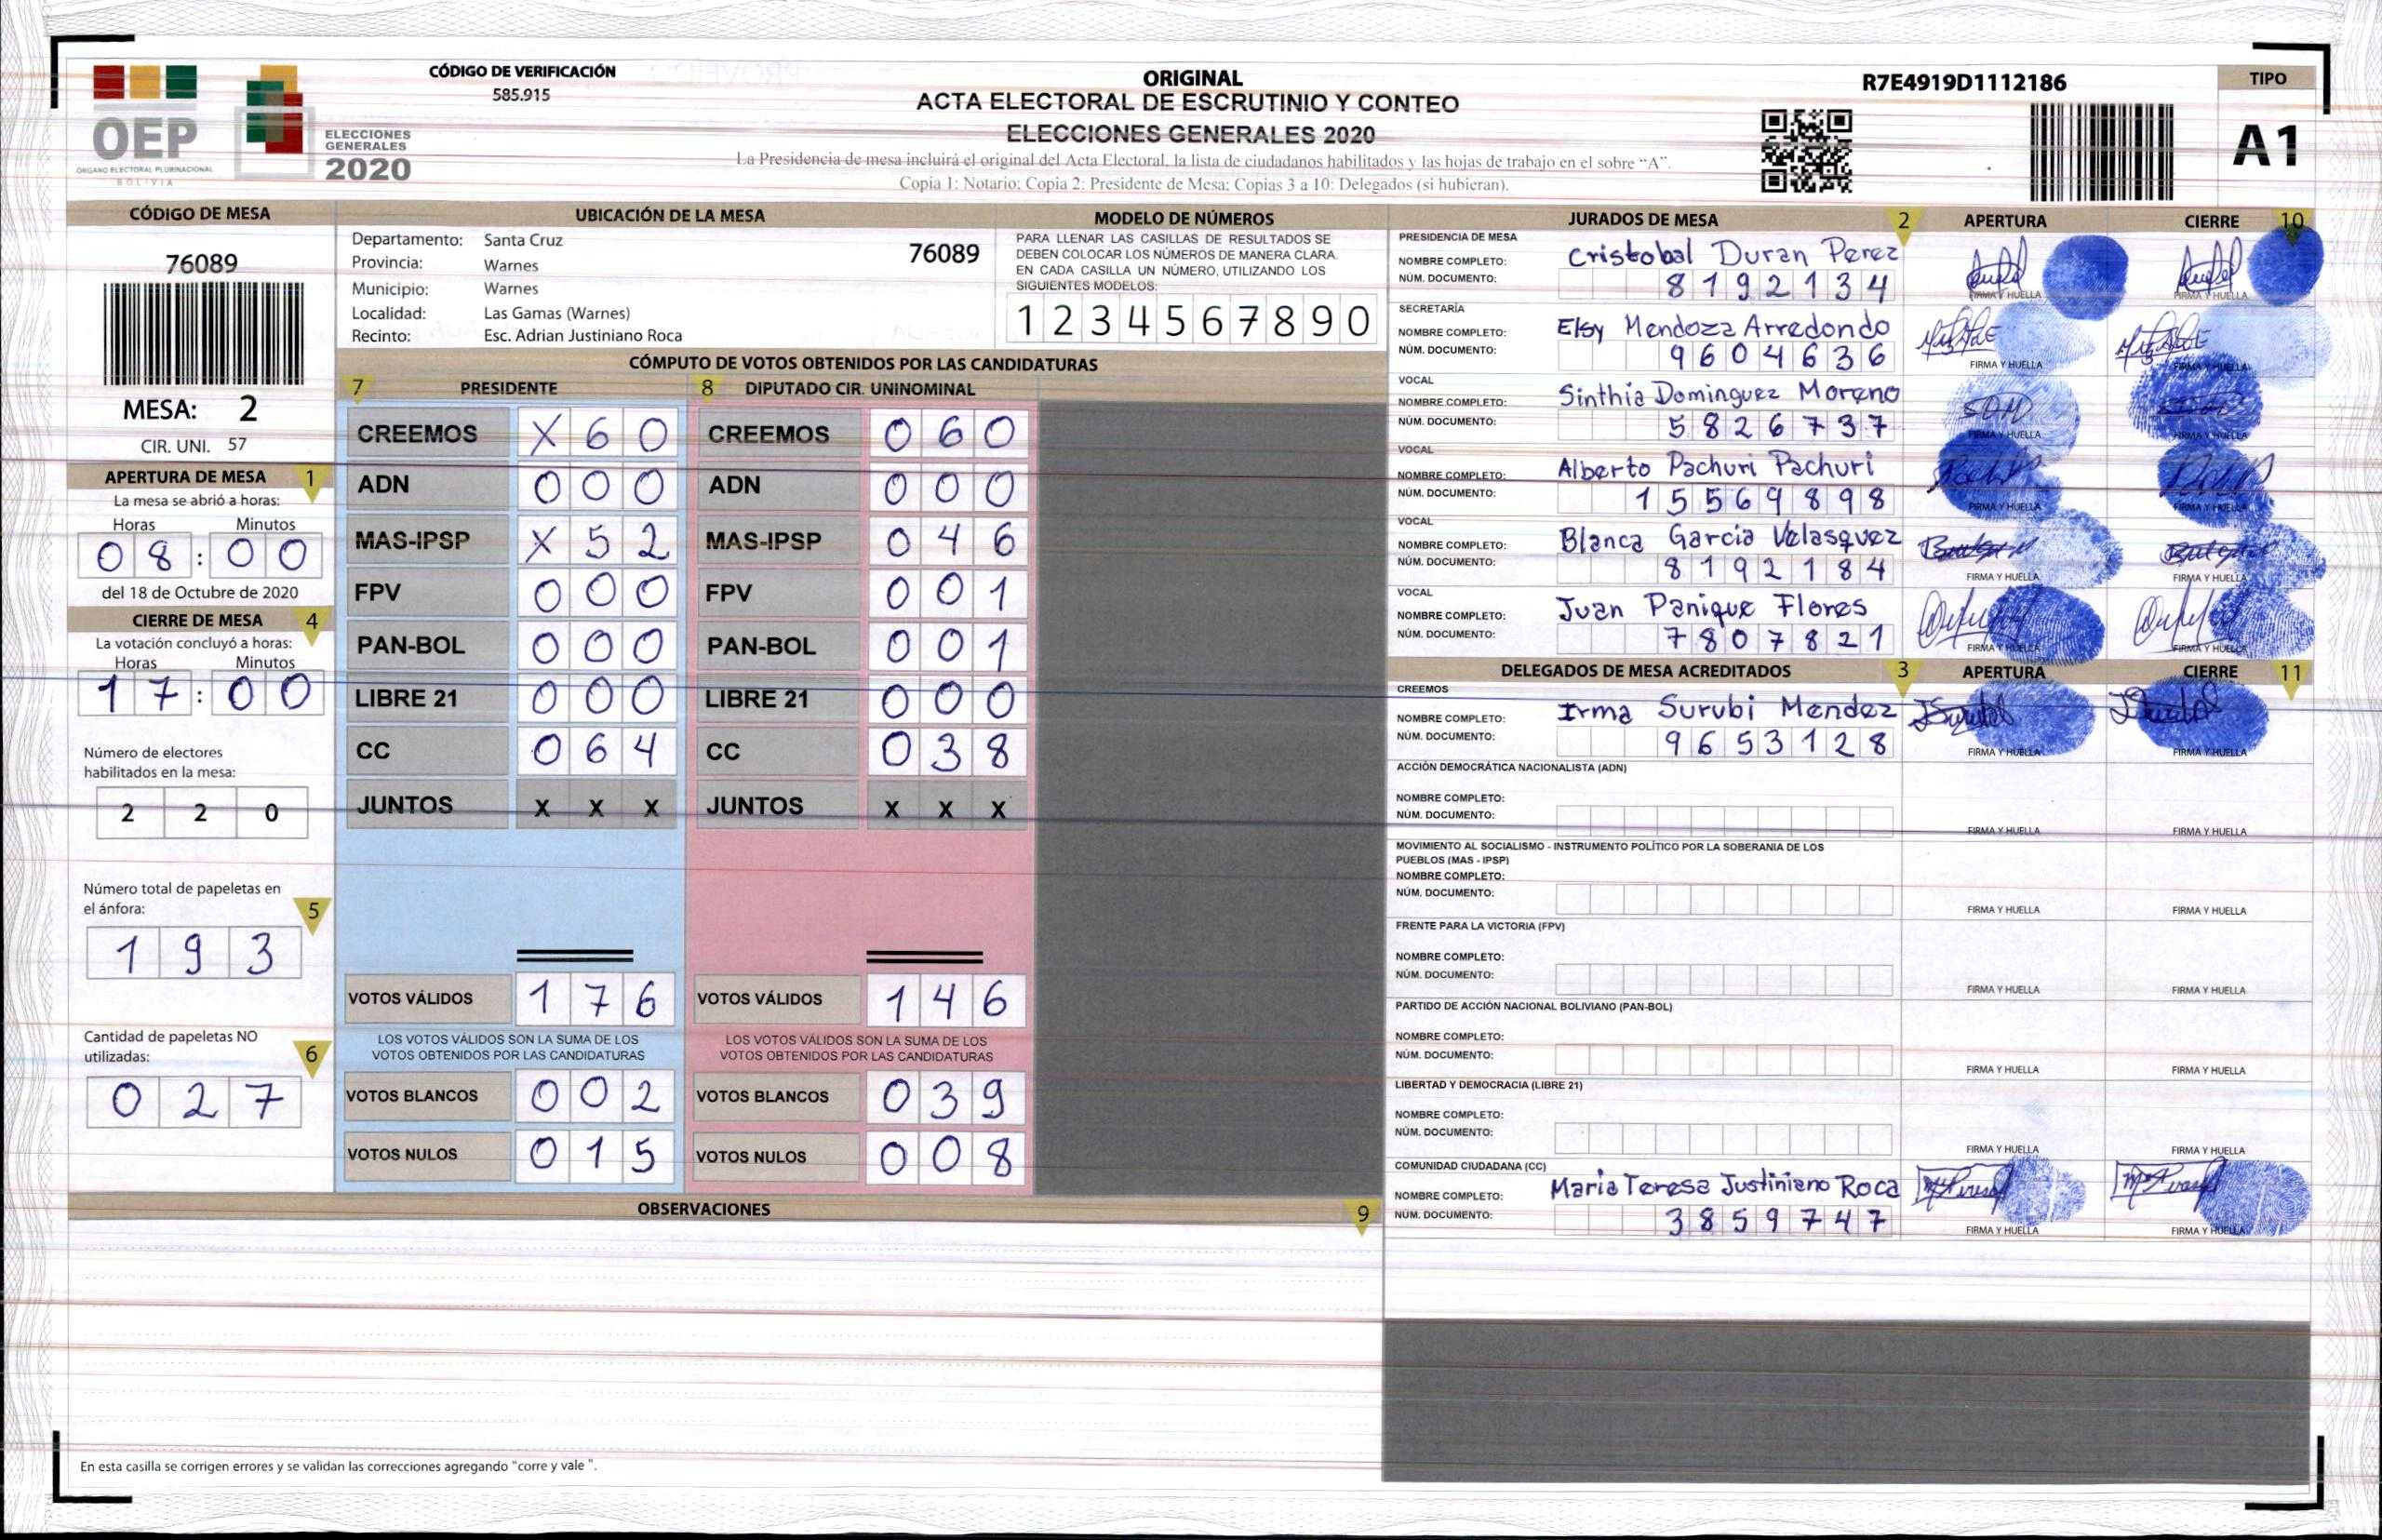 CÓDIGO DE VERIFICACIÓN
585.915
ORIGINAL
ACTA ELECTORAL DE ESCRUTINIO Y CONTEO
ELECCIONES GENERALES 2020
La Presidencia de mesa incluirá el original del Acta Electoral, la lista de ciudadanos habilitados y las hojas de trabajo en el sobre “A”.
Copia 1: Notario; Copia 2: Presidente de Mesa; Copias 3 a 10: Delegados (si hubieran).
R7E4919D1112186
TIPO
A1
OEP
ÓRGANO ELECTORAL PLURINACIONAL
BOLIVIA
ELECCIONES
GENERALES
2020
CÓDIGO DE MESA
76089
MESA: 2
CIR. UNI. 57
APERTURA DE MESA 1
La mesa se abrió a horas:
Horas Minutos
08:00
del 18 de Octubre de 2020
CIERRE DE MESA 4
La votación concluyó a horas:
Horas Minutos
17:00
Número de electores
habilitados en la mesa:
2 2 0
Número total de papeletas en
el ánfora: 5
1 9 3
Cantidad de papeletas NO
utilizadas: 6
0 2 7
UBICACIÓN DE LA MESA
Departamento: Santa Cruz 76089
Provincia: Warnes
Municipio: Warnes
Localidad: Las Gamas (Warnes)
Recinto: Esc. Adrian Justiniano Roca
MODELO DE NÚMEROS
PARA LLENAR LAS CASILLAS DE RESULTADOS SE
DEBEN COLOCAR LOS NÚMEROS DE MANERA CLARA.
EN CADA CASILLA UN NÚMERO, UTILIZANDO LOS
SIGUIENTES MODELOS:
1 2 3 4 5 6 7 8 9 0
CÓMPUTO DE VOTOS OBTENIDOS POR LAS CANDIDATURAS
7 PRESIDENTE 8 DIPUTADO CIR. UNINOMINAL
CREEMOS X 6 0 CREEMOS 0 6 0
ADN 0 0 0 ADN 0 0 0
MAS-IPSP X 5 2 MAS-IPSP 0 4 6
FPV 0 0 0 FPV 0 0 1
PAN-BOL 0 0 0 PAN-BOL 0 0 1
LIBRE 21 0 0 0 LIBRE 21 0 0 0
CC 0 6 4 CC 0 3 8
JUNTOS X X X JUNTOS X X X
VOTOS VÁLIDOS 1 7 6 VOTOS VÁLIDOS 1 4 6
LOS VOTOS VÁLIDOS SON LA SUMA DE LOS LOS VOTOS VÁLIDOS SON LA SUMA DE LOS
VOTOS OBTENIDOS POR LAS CANDIDATURAS VOTOS OBTENIDOS POR LAS CANDIDATURAS
VOTOS BLANCOS 0 0 2 VOTOS BLANCOS 0 3 9
VOTOS NULOS 0 1 5 VOTOS NULOS 0 0 8
OBSERVACIONES 9
En esta casilla se corrigen errores y se validan las correcciones agregando "corre y vale ".
JURADOS DE MESA 2 APERTURA CIERRE 10
PRESIDENCIA DE MESA
NOMBRE COMPLETO: Cristobal Duran Perez
NÚM. DOCUMENTO: 8192134 FIRMA Y HUELLA FIRMA Y HUELLA
SECRETARÍA
NOMBRE COMPLETO: Elsy Mendoza Arredondo
NÚM. DOCUMENTO: 9604636 FIRMA Y HUELLA FIRMA Y HUELLA
VOCAL
NOMBRE COMPLETO: Sinthia Dominguez Moreno
NÚM. DOCUMENTO: 5826737 FIRMA Y HUELLA FIRMA Y HUELLA
VOCAL
NOMBRE COMPLETO: Alberto Pachuri Pachuri
NÚM. DOCUMENTO: 15569898 FIRMA Y HUELLA FIRMA Y HUELLA
VOCAL
NOMBRE COMPLETO: Blanca Garcia Velasquez
NÚM. DOCUMENTO: 8192184 FIRMA Y HUELLA FIRMA Y HUELLA
VOCAL
NOMBRE COMPLETO: Juan Panique Flores
NÚM. DOCUMENTO: 7807821 FIRMA Y HUELLA FIRMA Y HUELLA
DELEGADOS DE MESA ACREDITADOS 3 APERTURA CIERRE 11
CREEMOS
NOMBRE COMPLETO: Irma Surubi Mendez
NÚM. DOCUMENTO: 9653128 FIRMA Y HUELLA FIRMA Y HUELLA
ACCIÓN DEMOCRÁTICA NACIONALISTA (ADN)
NOMBRE COMPLETO:
NÚM. DOCUMENTO: FIRMA Y HUELLA FIRMA Y HUELLA
MOVIMIENTO AL SOCIALISMO - INSTRUMENTO POLÍTICO POR LA SOBERANIA DE LOS
PUEBLOS (MAS - IPSP)
NOMBRE COMPLETO:
NÚM. DOCUMENTO: FIRMA Y HUELLA FIRMA Y HUELLA
FRENTE PARA LA VICTORIA (FPV)
NOMBRE COMPLETO:
NÚM. DOCUMENTO: FIRMA Y HUELLA FIRMA Y HUELLA
PARTIDO DE ACCIÓN NACIONAL BOLIVIANO (PAN-BOL)
NOMBRE COMPLETO:
NÚM. DOCUMENTO: FIRMA Y HUELLA FIRMA Y HUELLA
LIBERTAD Y DEMOCRACIA (LIBRE 21)
NOMBRE COMPLETO:
NÚM. DOCUMENTO: FIRMA Y HUELLA FIRMA Y HUELLA
COMUNIDAD CIUDADANA (CC)
NOMBRE COMPLETO: Maria Teresa Justiniano Roca
NÚM. DOCUMENTO: 3859747 FIRMA Y HUELLA FIRMA Y HUELLA